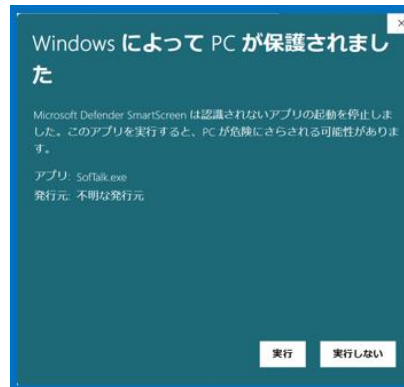 Windows によって PC が保護されまし
た
Microsoft Defender SmartScreen は認識されないアプリの起動を停止しま
した。このアプリを実行すると、PC が危険にさらされる可能性がありま
す。
アプリ: SofTalk.exe
発行元: 不明な発行元
実行
実行しない